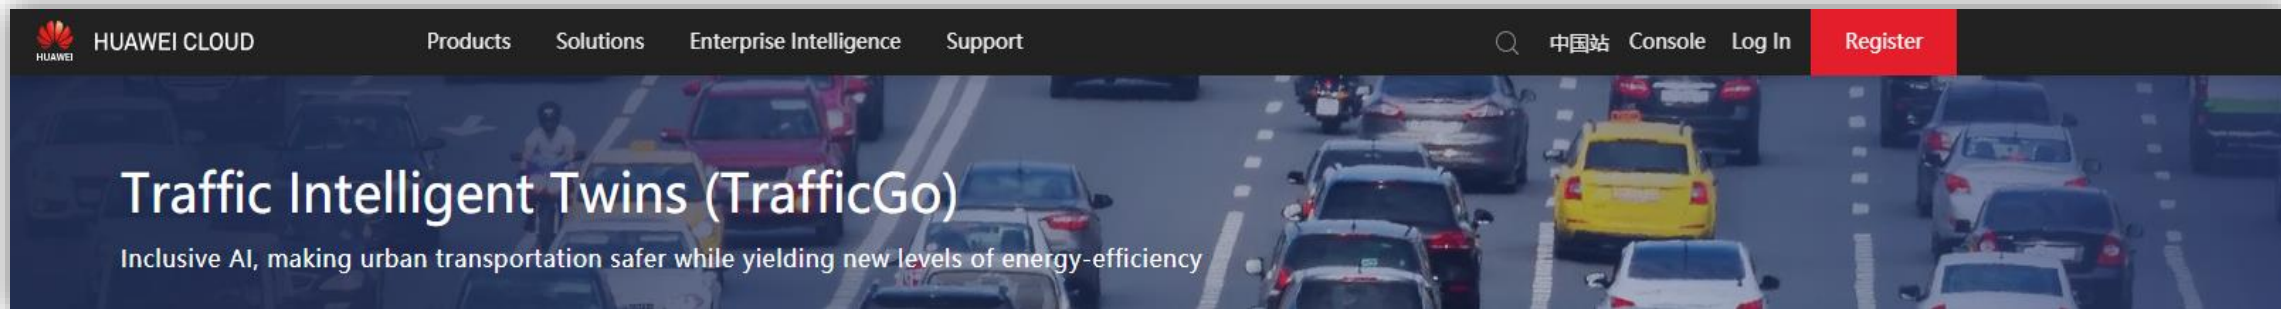 HUAWEI
HUAWEI CLOUD Products Solutions Enterprise Intelligence Support 中国站 Console Log In Register
Traffic Intelligent Twins (TrafficGo)
Inclusive AI, making urban transportation safer while yielding new levels of energy-efficiency